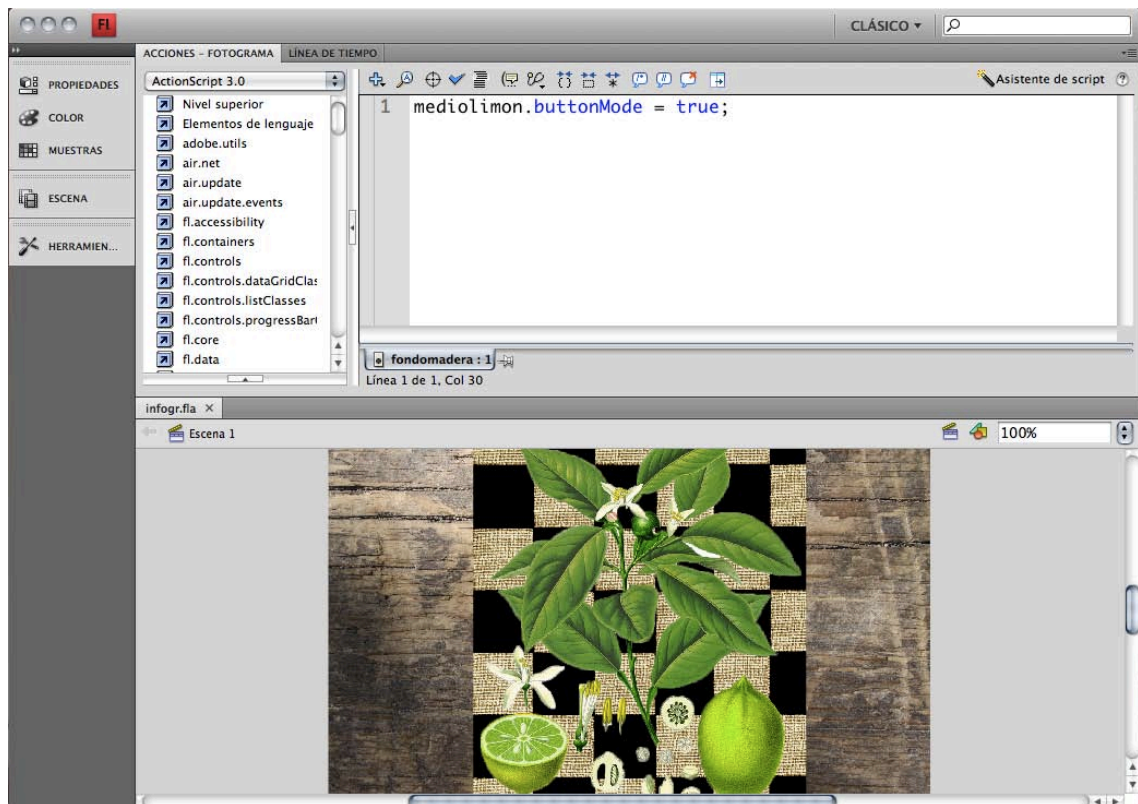 Fl
CLÁSICO
PROPIEDADES
COLOR
MUESTRAS
ESCENA
HERRAMIEN...
ACCIONES – FOTOGRAMA
LÍNEA DE TIEMPO
ActionScript 3.0
Nivel superior
Elementos de lenguaje
adobe.utils
air.net
air.update
air.update.events
fl.accessibility
fl.containers
fl.controls
fl.controls.dataGridClas
fl.controls.listClasses
fl.controls.progressBar
fl.core
fl.data
Asistente de script
1 mediolimon.buttonMode = true;
fondomadera : 1
Línea 1 de 1, Col 30
infogr.fla
Escena 1
100%